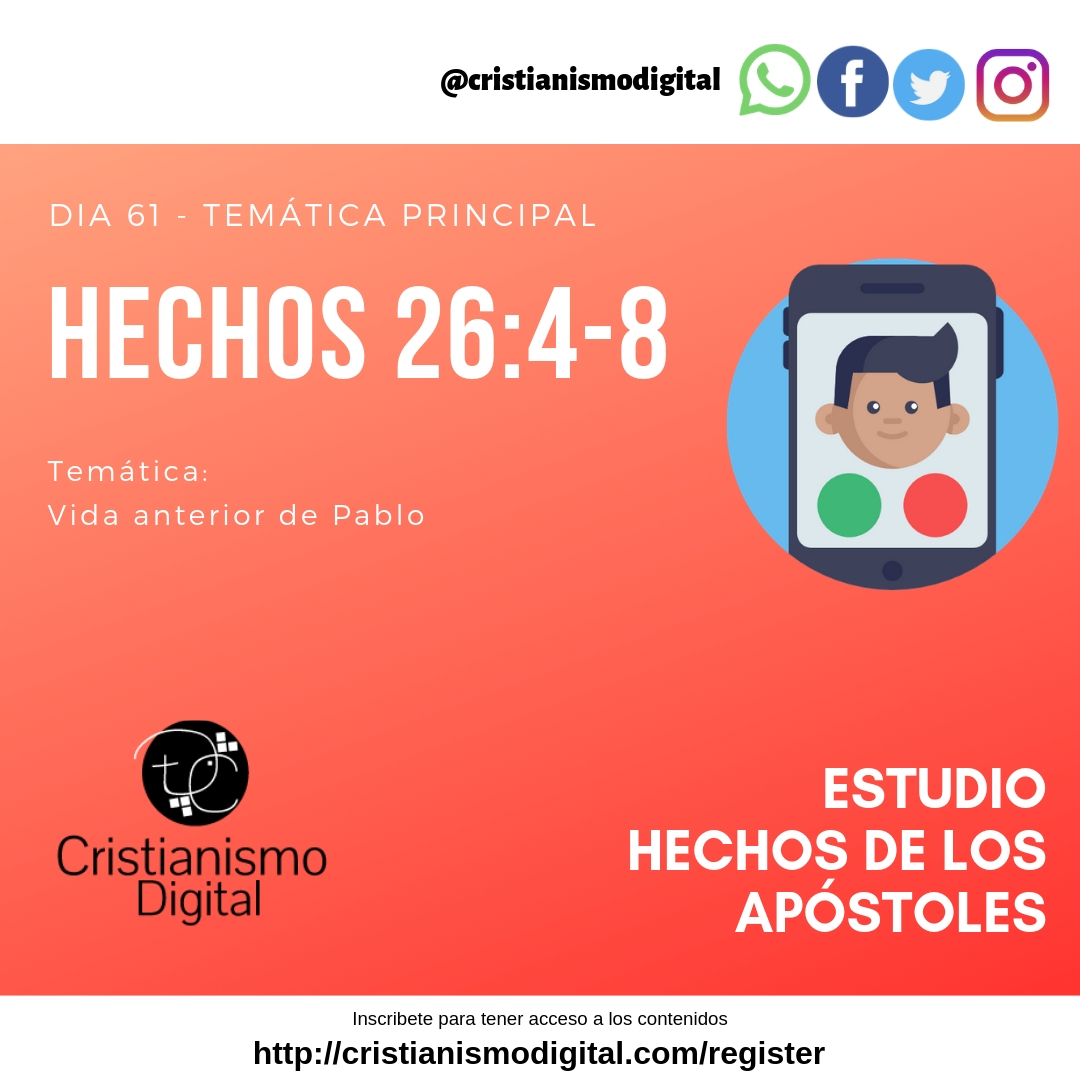 @cristianismodigital
DIA 61 - TEMÁTICA PRINCIPAL
HECHOS 26:4-8
Temática:
Vida anterior de Pablo
Cristianismo
Digital
ESTUDIO
HECHOS DE LOS
APÓSTOLES
Inscribete para tener acceso a los contenidos
http://cristianismodigital.com/register